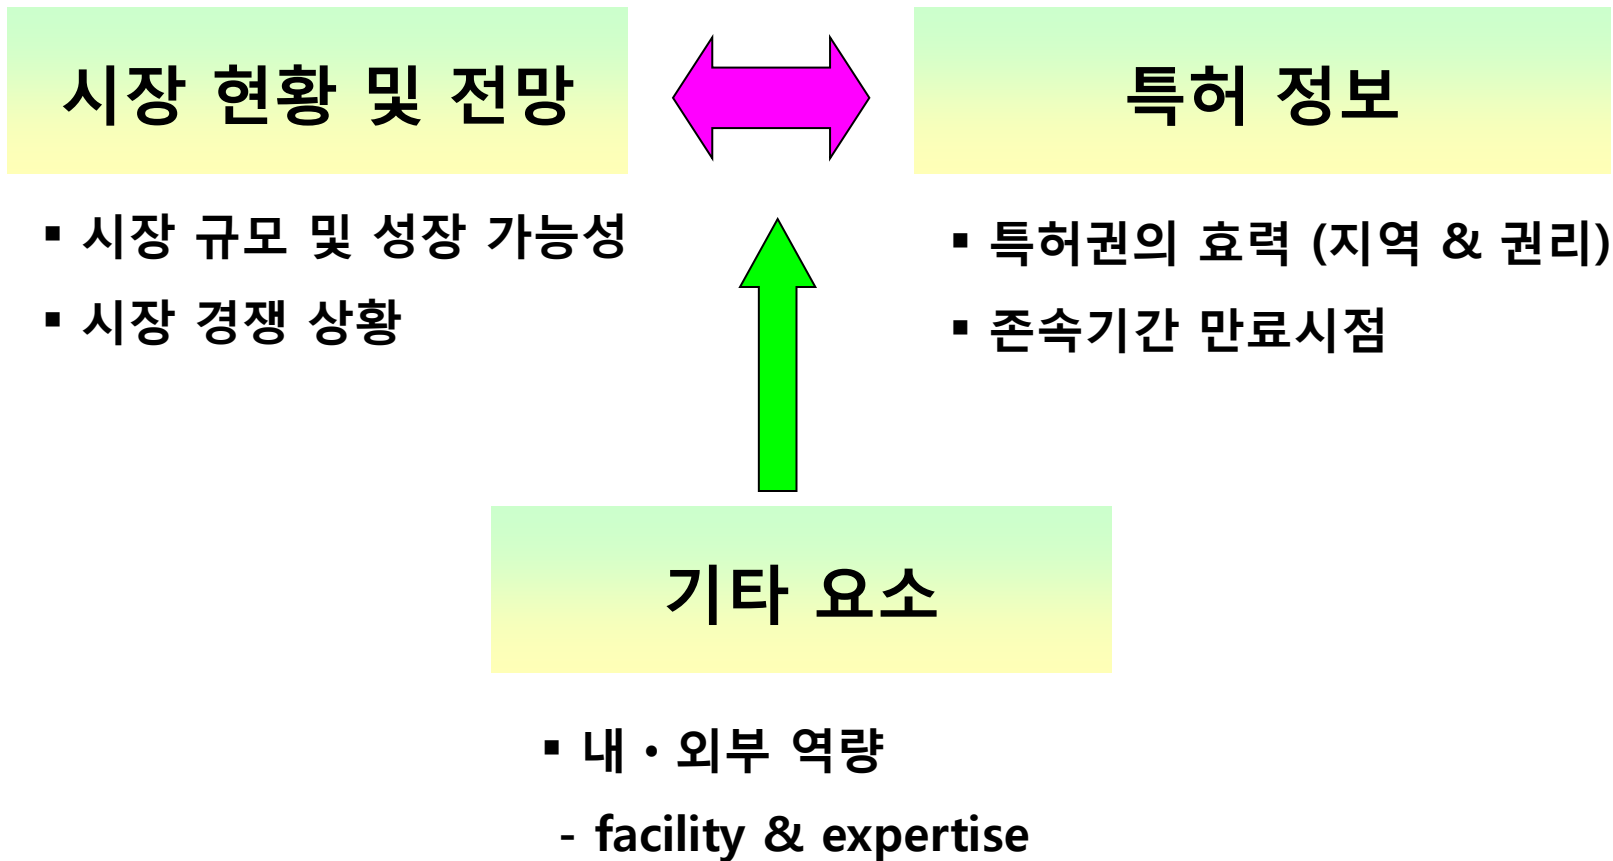 시장 현황 및 전망
▪ 시장 규모 및 성장 가능성
▪ 시장 경쟁 상황
특허 정보
▪ 특허권의 효력 (지역 & 권리)
▪ 존속기간 만료시점
기타 요소
▪ 내・외부 역량
- facility & expertise